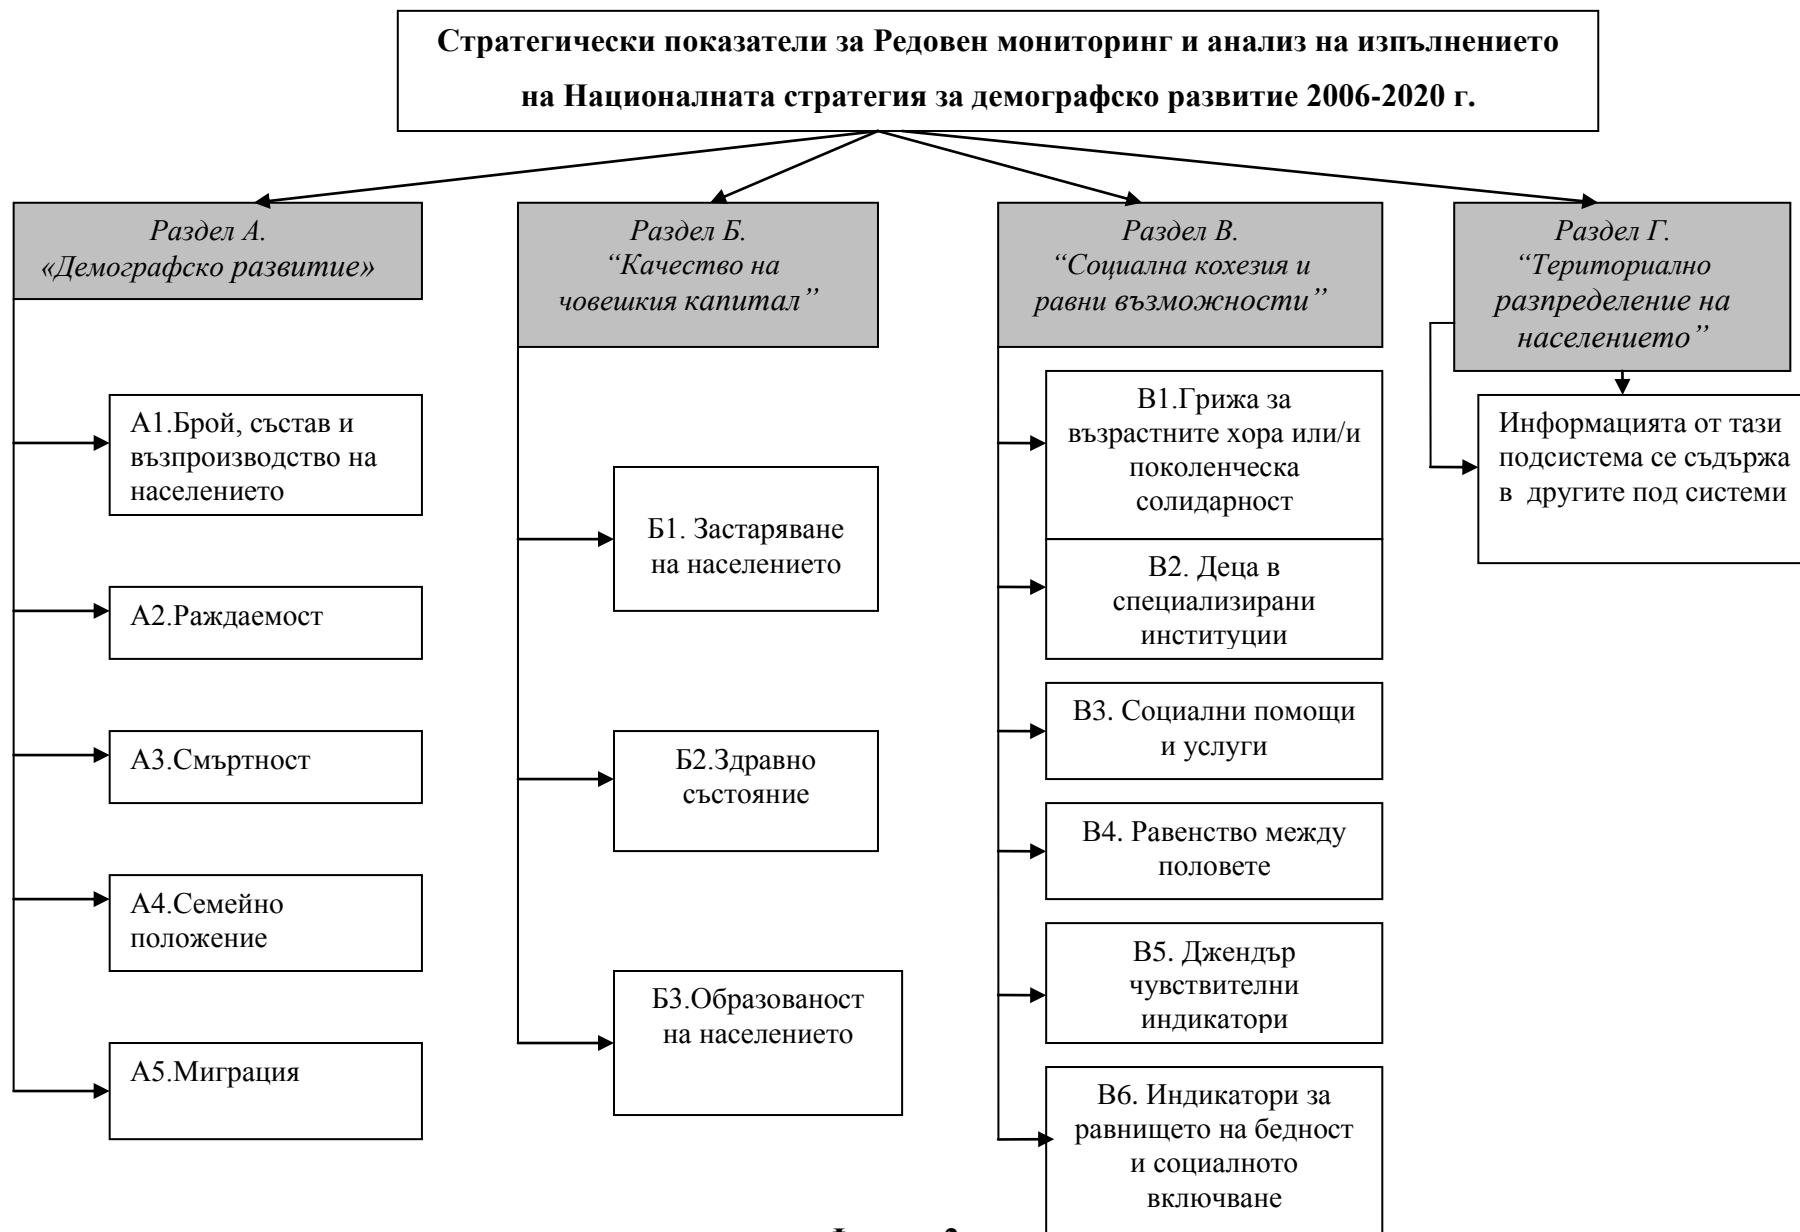 Стратегически показатели за Редовен мониторинг и анализ на изпълнението
на Националната стратегия за демографско развитие 2006-2020 г.
Раздел А.
«Демографско развитие»
А1.Брой, състав и
възпроизводство на
населението
А2.Раждаемост
А3.Смъртност
А4.Семейно
положение
А5.Миграция
Раздел Б.
“Качество на
човешкия капитал”
Б1. Застаряване
на населението
Б2.Здравно
състояние
Б3.Образованост
на населението
Раздел В.
“Социална кохезия и
равни възможности”
В1.Грижа за
възрастните хора или/и
поколенческа
солидарност
В2. Деца в
специализирани
институции
В3. Социални помощи
и услуги
В4. Равенство между
половете
В5. Джендър
чувствителни
индикатори
В6. Индикатори за
равнището на бедност
и социалното
включване
Раздел Г.
“Териториално
разпределение на
населението”
Информацията от тази
подсистема се съдържа
в другите под системи